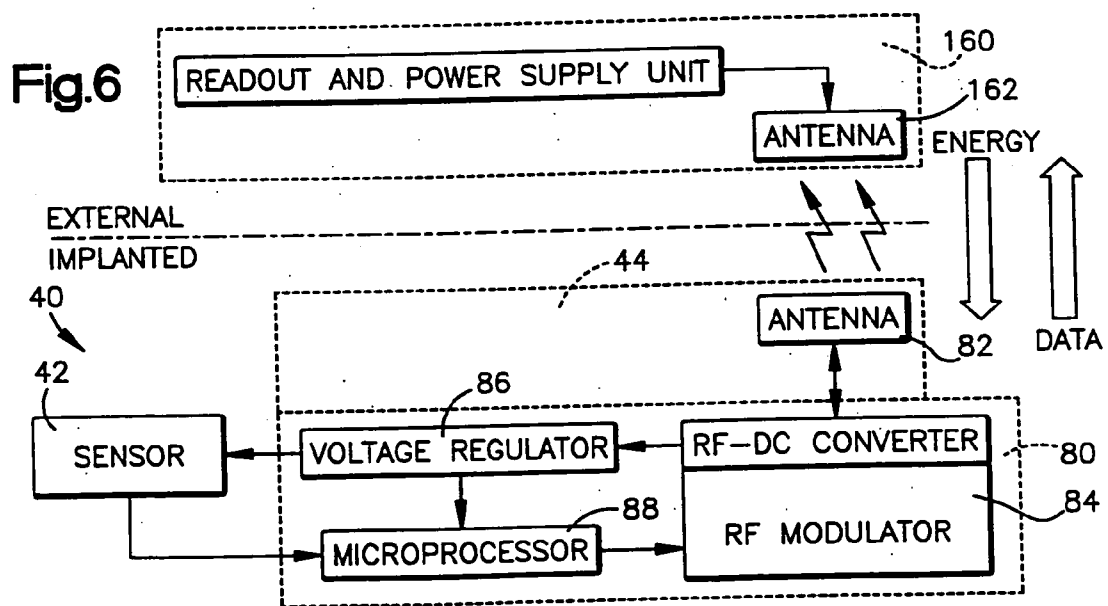 Fig.6
READOUT AND POWER SUPPLY UNIT
160
162
ANTENNA
ENERGY
EXTERNAL
IMPLANTED
44
40
ANTENNA
82
DATA
42
86
SENSOR
VOLTAGE REGULATOR
RF-DC CONVERTER
80
88
84
MICROPROCESSOR
RF MODULATOR